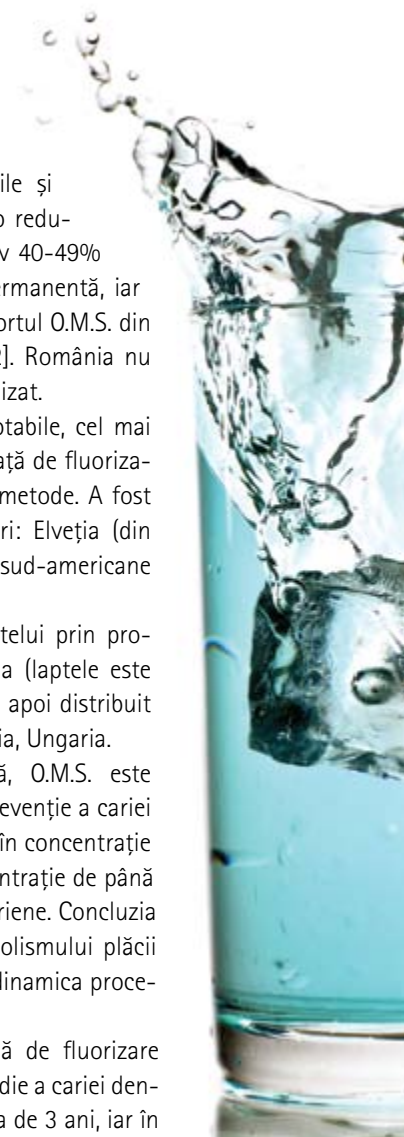 ile și
o redu-
v 40-49%
ermanentă, iar
ortul O.M.S. din
2]. România nu
izat.
otabile, cel mai
ață de fluoriza-
metode. A fost
ri: Elveția (din
sud-americane
telui prin pro-
a (laptele este
apoi distribuit
ia, Ungaria.
ă, O.M.S. este
evenție a cariei
în concentrație
ntrație de până
riene. Concluzia
olismului plăcii
dinamica proce-
ă de fluorizare
die a cariei den-
a de 3 ani, iar în